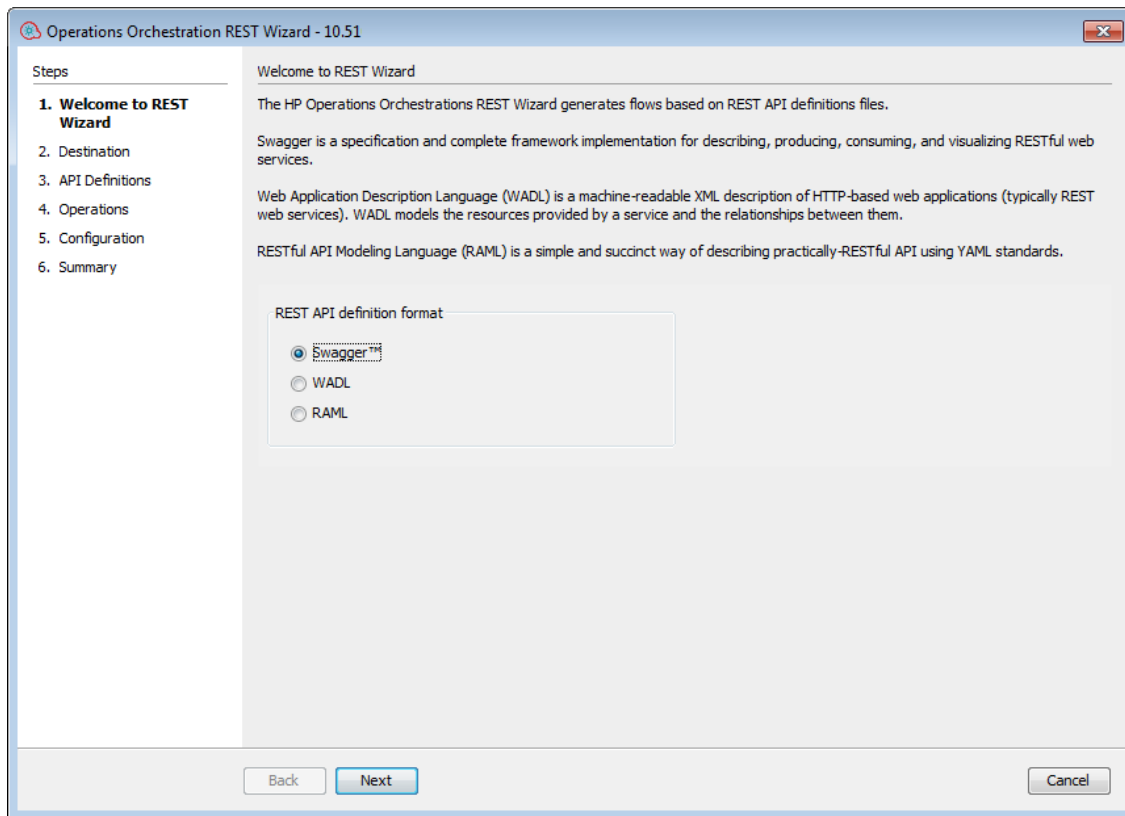 Operations Orchestration REST Wizard - 10.51
Steps
1. Welcome to REST
Wizard
2. Destination
3. API Definitions
4. Operations
5. Configuration
6. Summary
Welcome to REST Wizard
The HP Operations Orchestrations REST Wizard generates flows based on REST API definitions files.
Swagger is a specification and complete framework implementation for describing, producing, consuming, and visualizing RESTful web
services.
Web Application Description Language (WADL) is a machine-readable XML description of HTTP-based web applications (typically REST
web services). WADL models the resources provided by a service and the relationships between them.
RESTful API Modeling Language (RAML) is a simple and succinct way of describing practically-RESTful API using YAML standards.
REST API definition format
Swagger™
WADL
RAML
Back
Next
Cancel